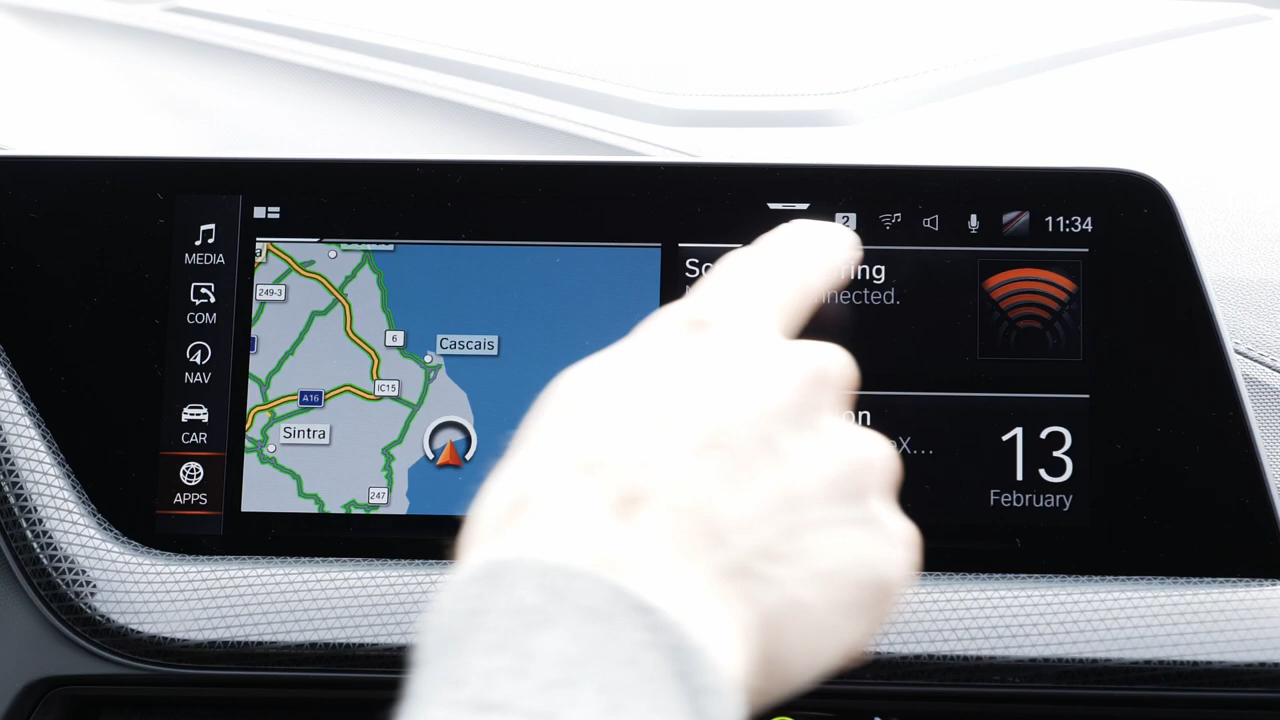 MEDIA
COM
NAV
CAR
APPS
249-3
6
Cascais
IC15
A16
Sintra
247
2
11:34
13
February